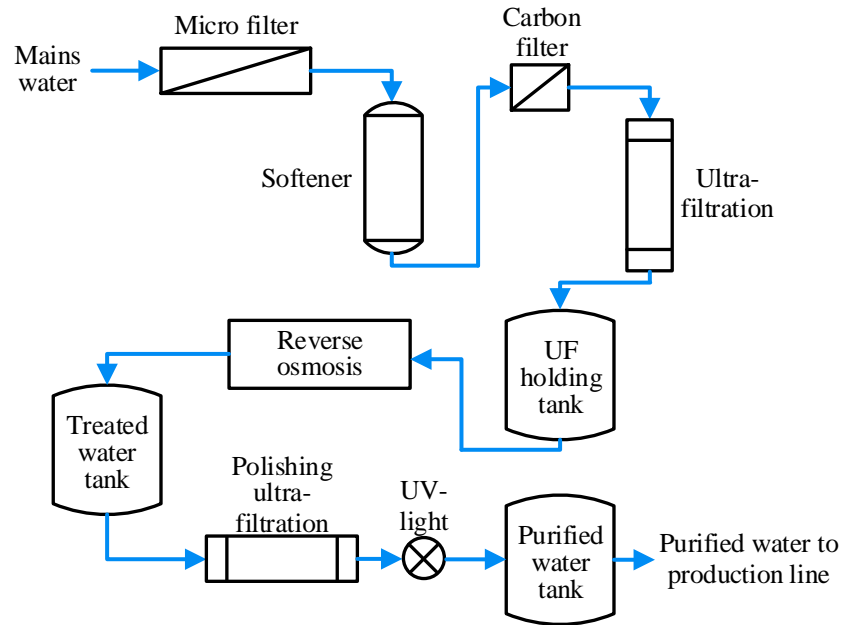 Micro filter
Mains
water
Carbon
filter
Softener
Ultra-
filtration
UF
holding
tank
Reverse
osmosis
Treated
water
tank
Polishing
ultra-
filtration
UV-
light
Purified
water
tank
Purified water to
production line